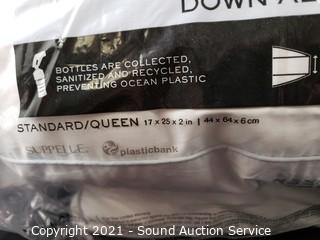 DOWN AL
BOTTLES ARE COLLECTED,
SANITIZED AND RECYCLED,
PREVENTING OCEAN PLASTIC
STANDARD/QUEEN 17 x 25 x 2 in | 44 x 64 x 6 cm
SUPPELLE. plasticbank
Copyright 2021 - Sound Auction Service